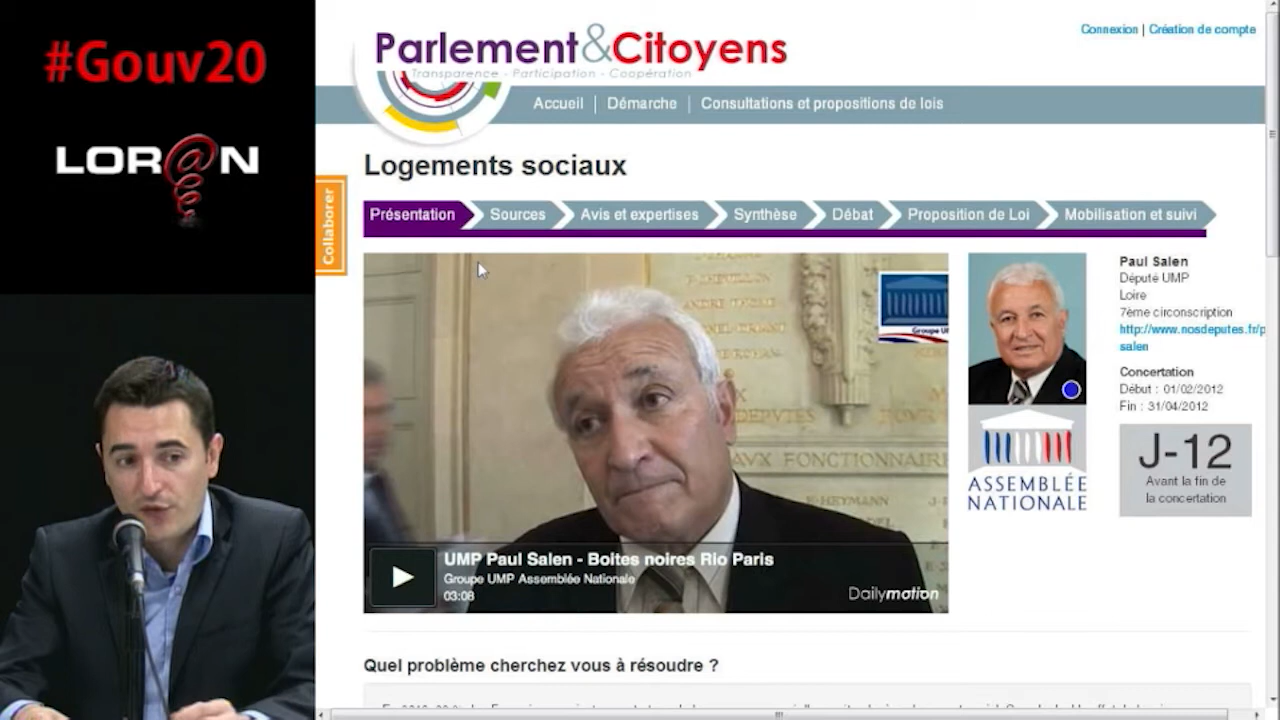 #Gouv20
LOR@N
Parlement&Citoyens
Transparence - Participation - Coopération
Connexion | Création de compte
Accueil | Démarche | Consultations et propositions de lois
Logements sociaux
Collaborer
Présentation
Sources
Avis et expertises
Synthèse
Débat
Proposition de Loi
Mobilisation et suivi
Groupe
DEPUTES
AUX FONCTIONNAIRE
HEYMANN
UMP Paul Salen - Boites noires Rio Paris
Groupe UMP Assemblée Nationale
03:08
Dailymotion
ASSEMBLÉE
NATIONALE
Paul Salen
Député UMP
Loire
7ème circonscription
http://www.nosdeputes.fr/p
salen
Concertation
Début : 01/02/2012
Fin : 31/04/2012
J-12
Avant la fin de
la concertation
Quel problème cherchez vous à résoudre ?